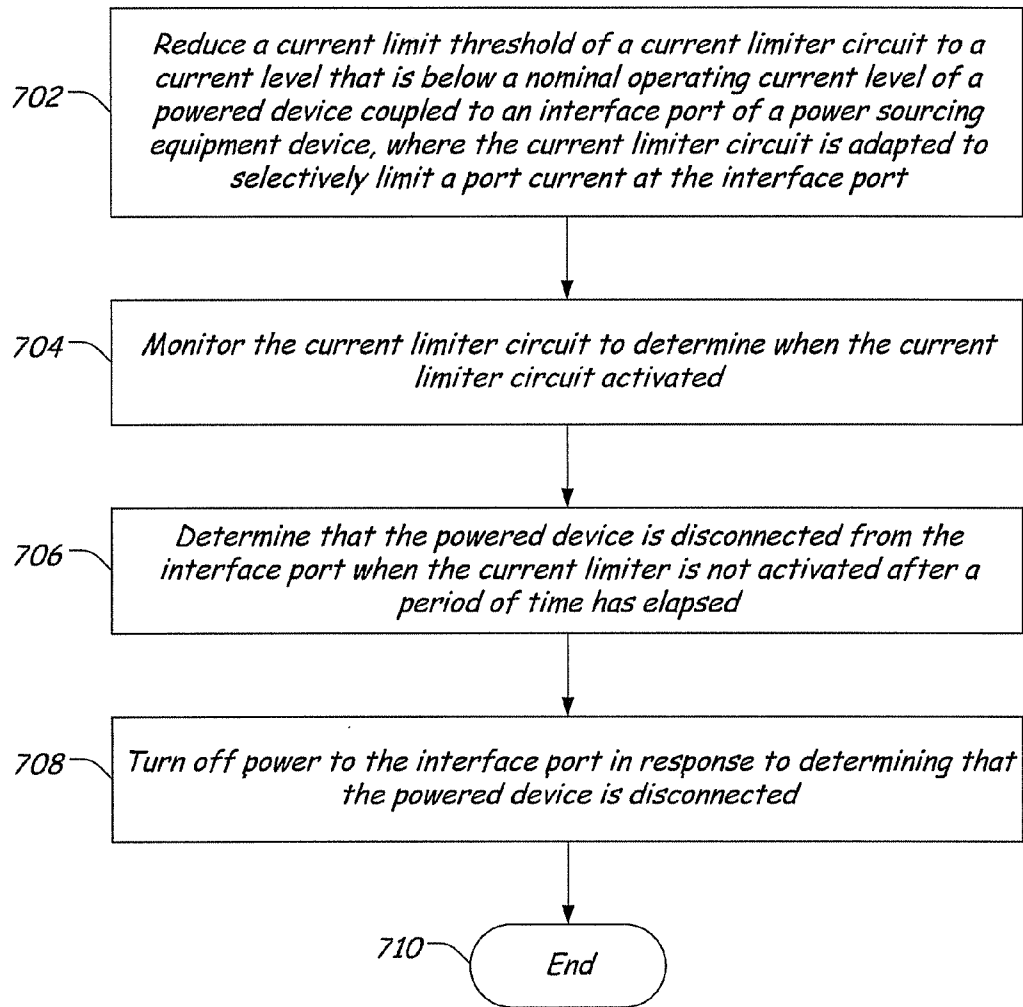 702
Reduce a current limit threshold of a current limiter circuit to a
current level that is below a nominal operating current level of a
powered device coupled to an interface port of a power sourcing
equipment device, where the current limiter circuit is adapted to
selectively limit a port current at the interface port
704
Monitor the current limiter circuit to determine when the current
limiter circuit activated
706
Determine that the powered device is disconnected from the
interface port when the current limiter is not activated after a
period of time has elapsed
708
Turn off power to the interface port in response to determining that
the powered device is disconnected
710
End